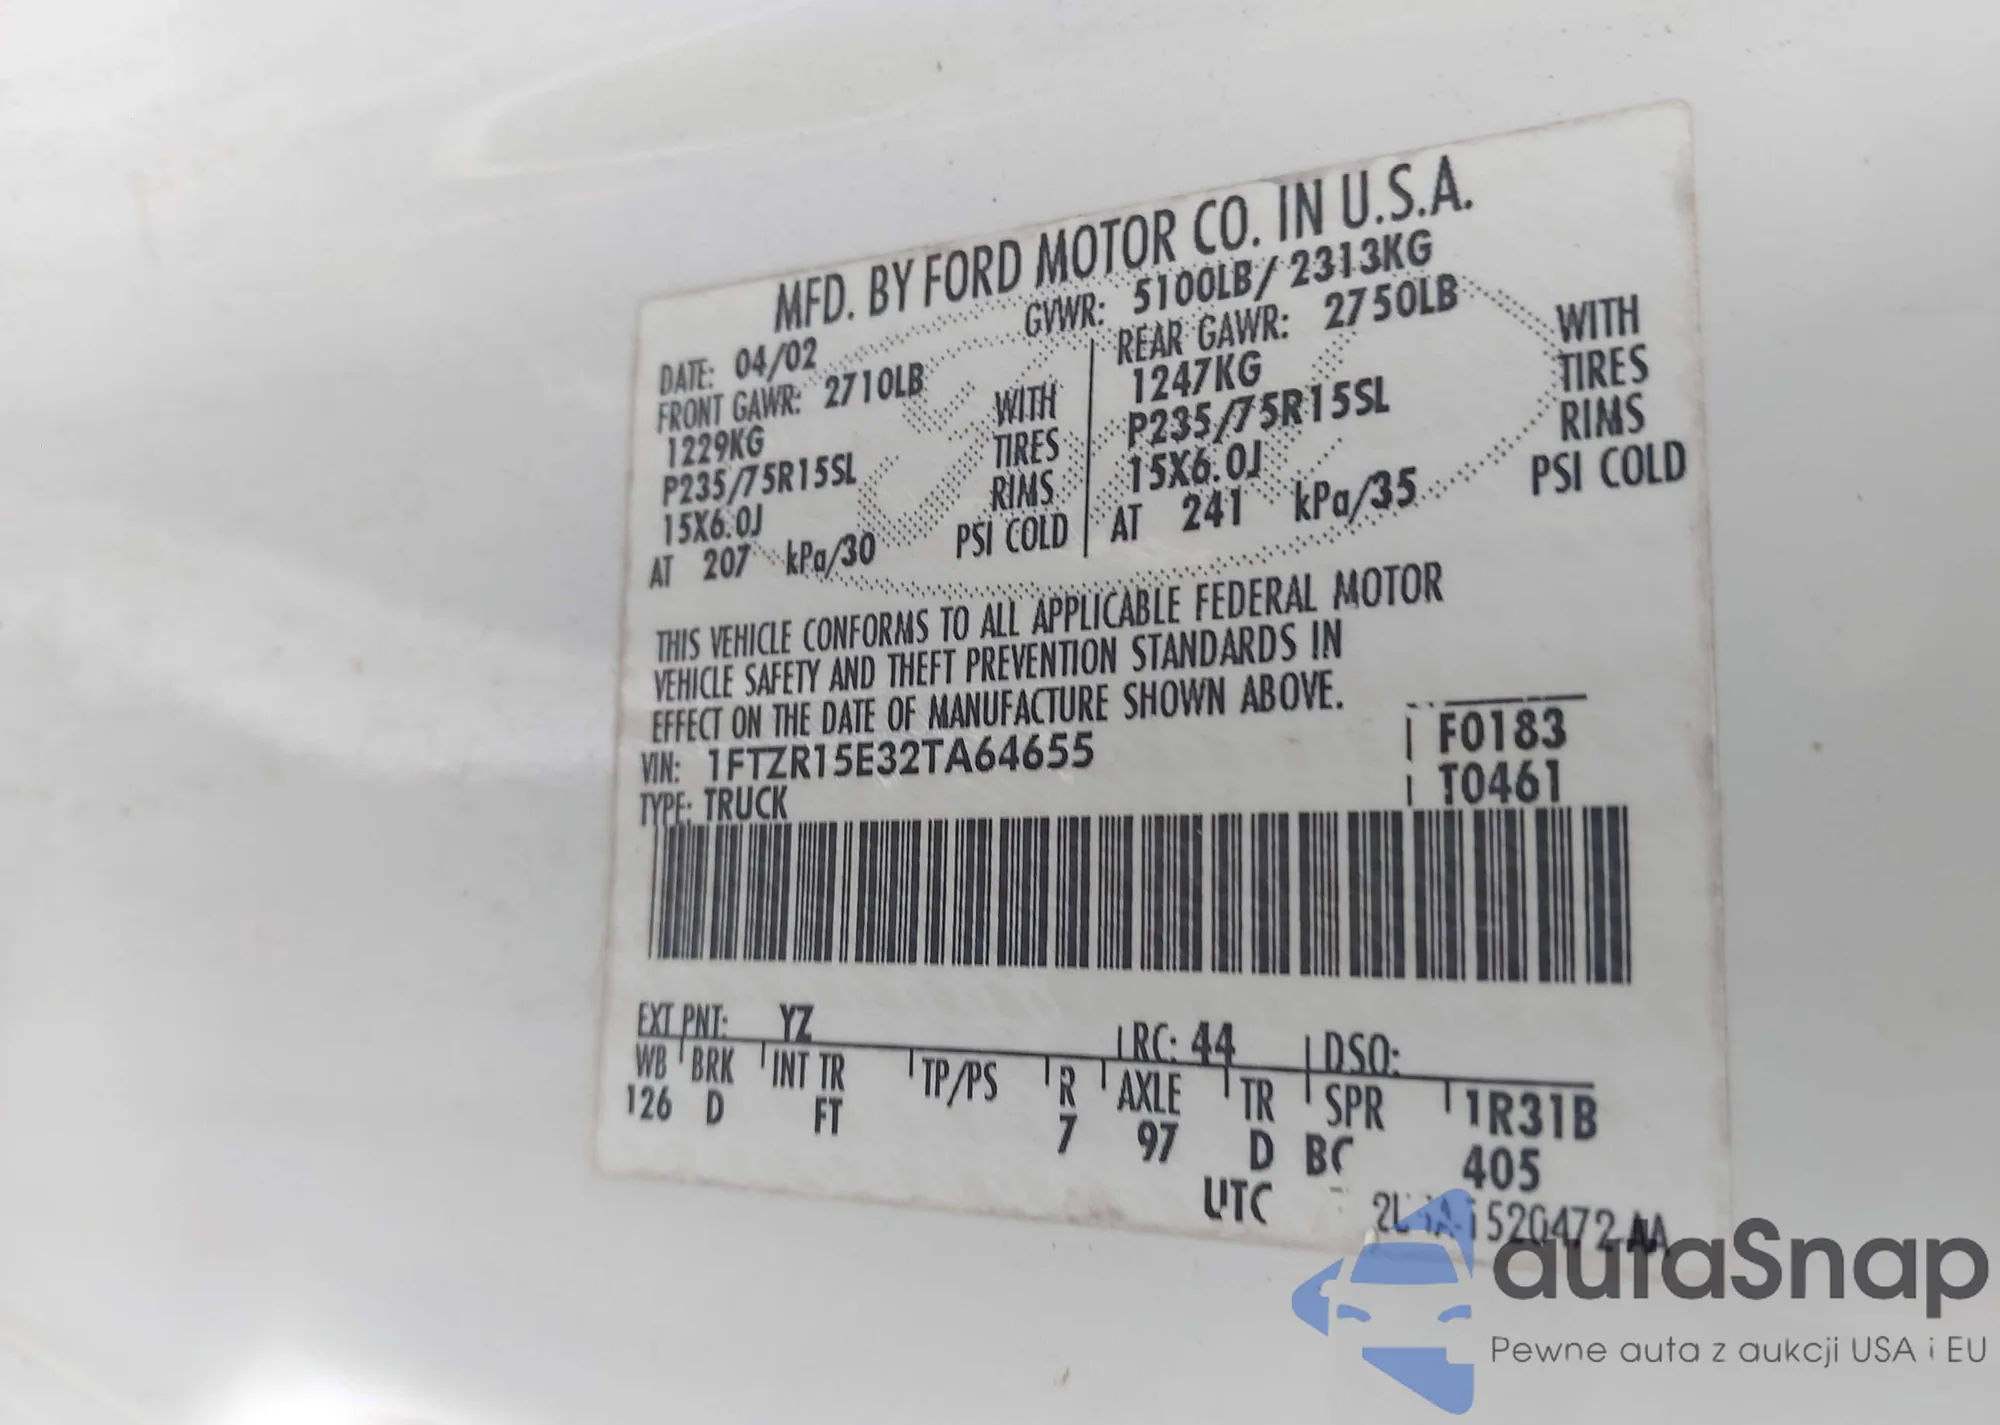 MFD. BY FORD MOTOR CO. IN U.S.A.
DATE: 04/02 GVWR: 5100LB/ 2313KG
FRONT GAWR: 2710LB REAR GAWR: 2750LB
1229KG WITH 1247KG WITH
P235/75R15SL TIRES P235/75R15SL TIRES
15X6.0J RIMS 15X6.0J RIMS
AT 207 kPa/30 PSI COLD AT 241 kPa/35 PSI COLD
THIS VEHICLE CONFORMS TO ALL APPLICABLE FEDERAL MOTOR
VEHICLE SAFETY AND THEFT PREVENTION STANDARDS IN
EFFECT ON THE DATE OF MANUFACTURE SHOWN ABOVE.
VIN: 1FTZR15E32TA64655 F0183
TYPE: TRUCK T0461
EXT PNT: YZ RC: 44 DSO:
WB BRK INT TR TP/PS R AXLE TR SPR 1R31B
126 D FT 7 97 D BC 405
UTC
autaSnap
Pewne auta z aukcji USA i EU